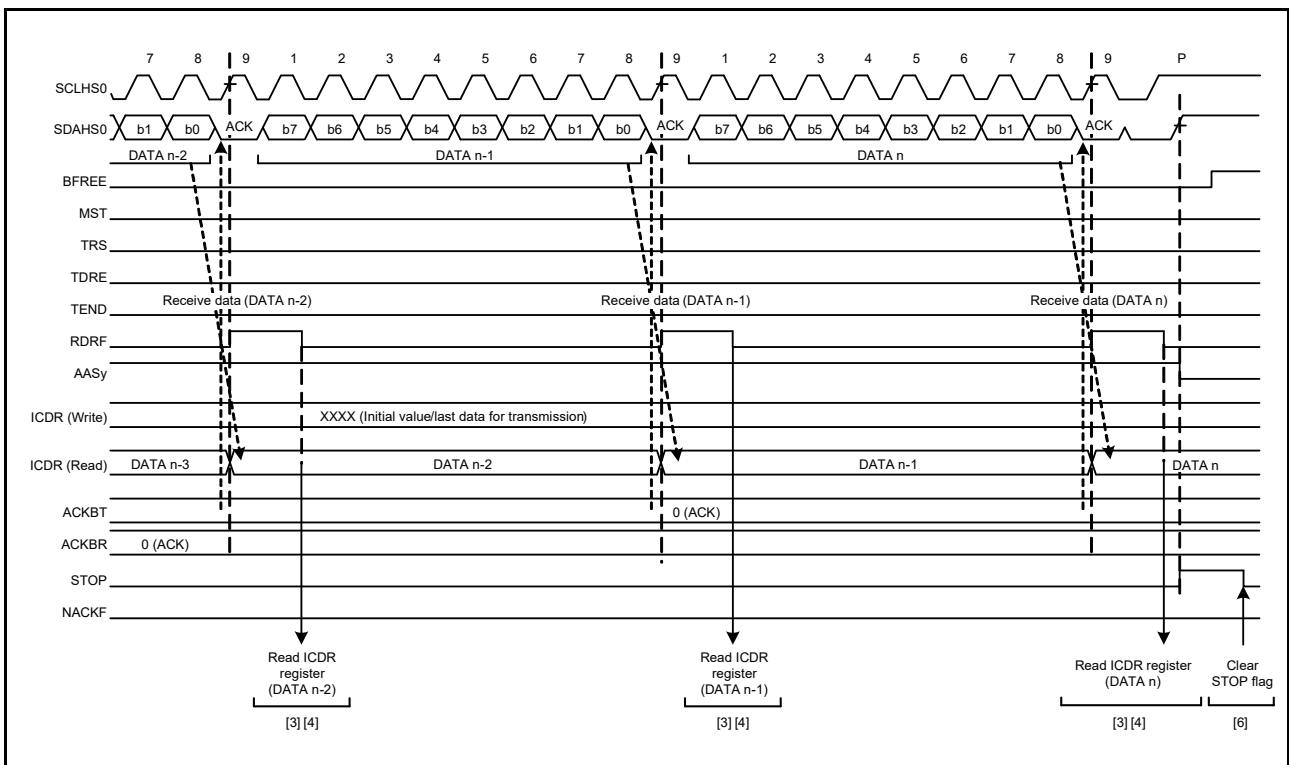 7 8 9 1 2 3 4 5 6 7 8 9 1 2 3 4 5 6 7 8 9 P
SCLHS0
SDAHS0 b1 b0 ACK b7 b6 b5 b4 b3 b2 b1 b0 ACK b7 b6 b5 b4 b3 b2 b1 b0 ACK
DATA n-2 DATA n-1 DATA n
BFREE
MST
TRS
TDRE
Receive data (DATA n-2) Receive data (DATA n-1) Receive data (DATA n)
TEND
RDRF
AASy
ICDR (Write) XXXX (Initial value/last data for transmission)
ICDR (Read) DATA n-3 DATA n-2 DATA n-1 DATA n
ACKBT 0 (ACK)
ACKBR 0 (ACK)
STOP
NACKF
Read ICDR
register
(DATA n-2)
[3] [4]
Read ICDR
register
(DATA n-1)
[3] [4]
Read ICDR register
(DATA n)
[3] [4]
Clear
STOP flag
[6]